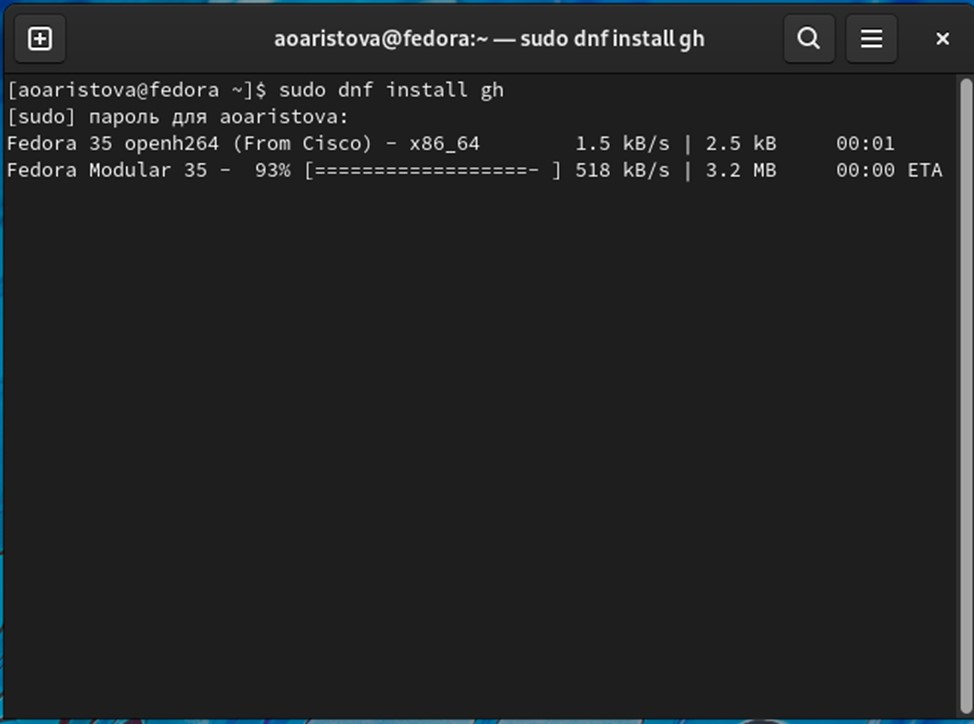 aoaristova@fedora:~ — sudo dnf install gh
[aoaristova@fedora ~]$ sudo dnf install gh
[sudo] пароль для aoaristova:
Fedora 35 openh264 (From Cisco) - x86_64        1.5 kB/s | 2.5 kB     00:01
Fedora Modular 35 -  93% [==================- ] 518 kB/s | 3.2 MB     00:00 ETA